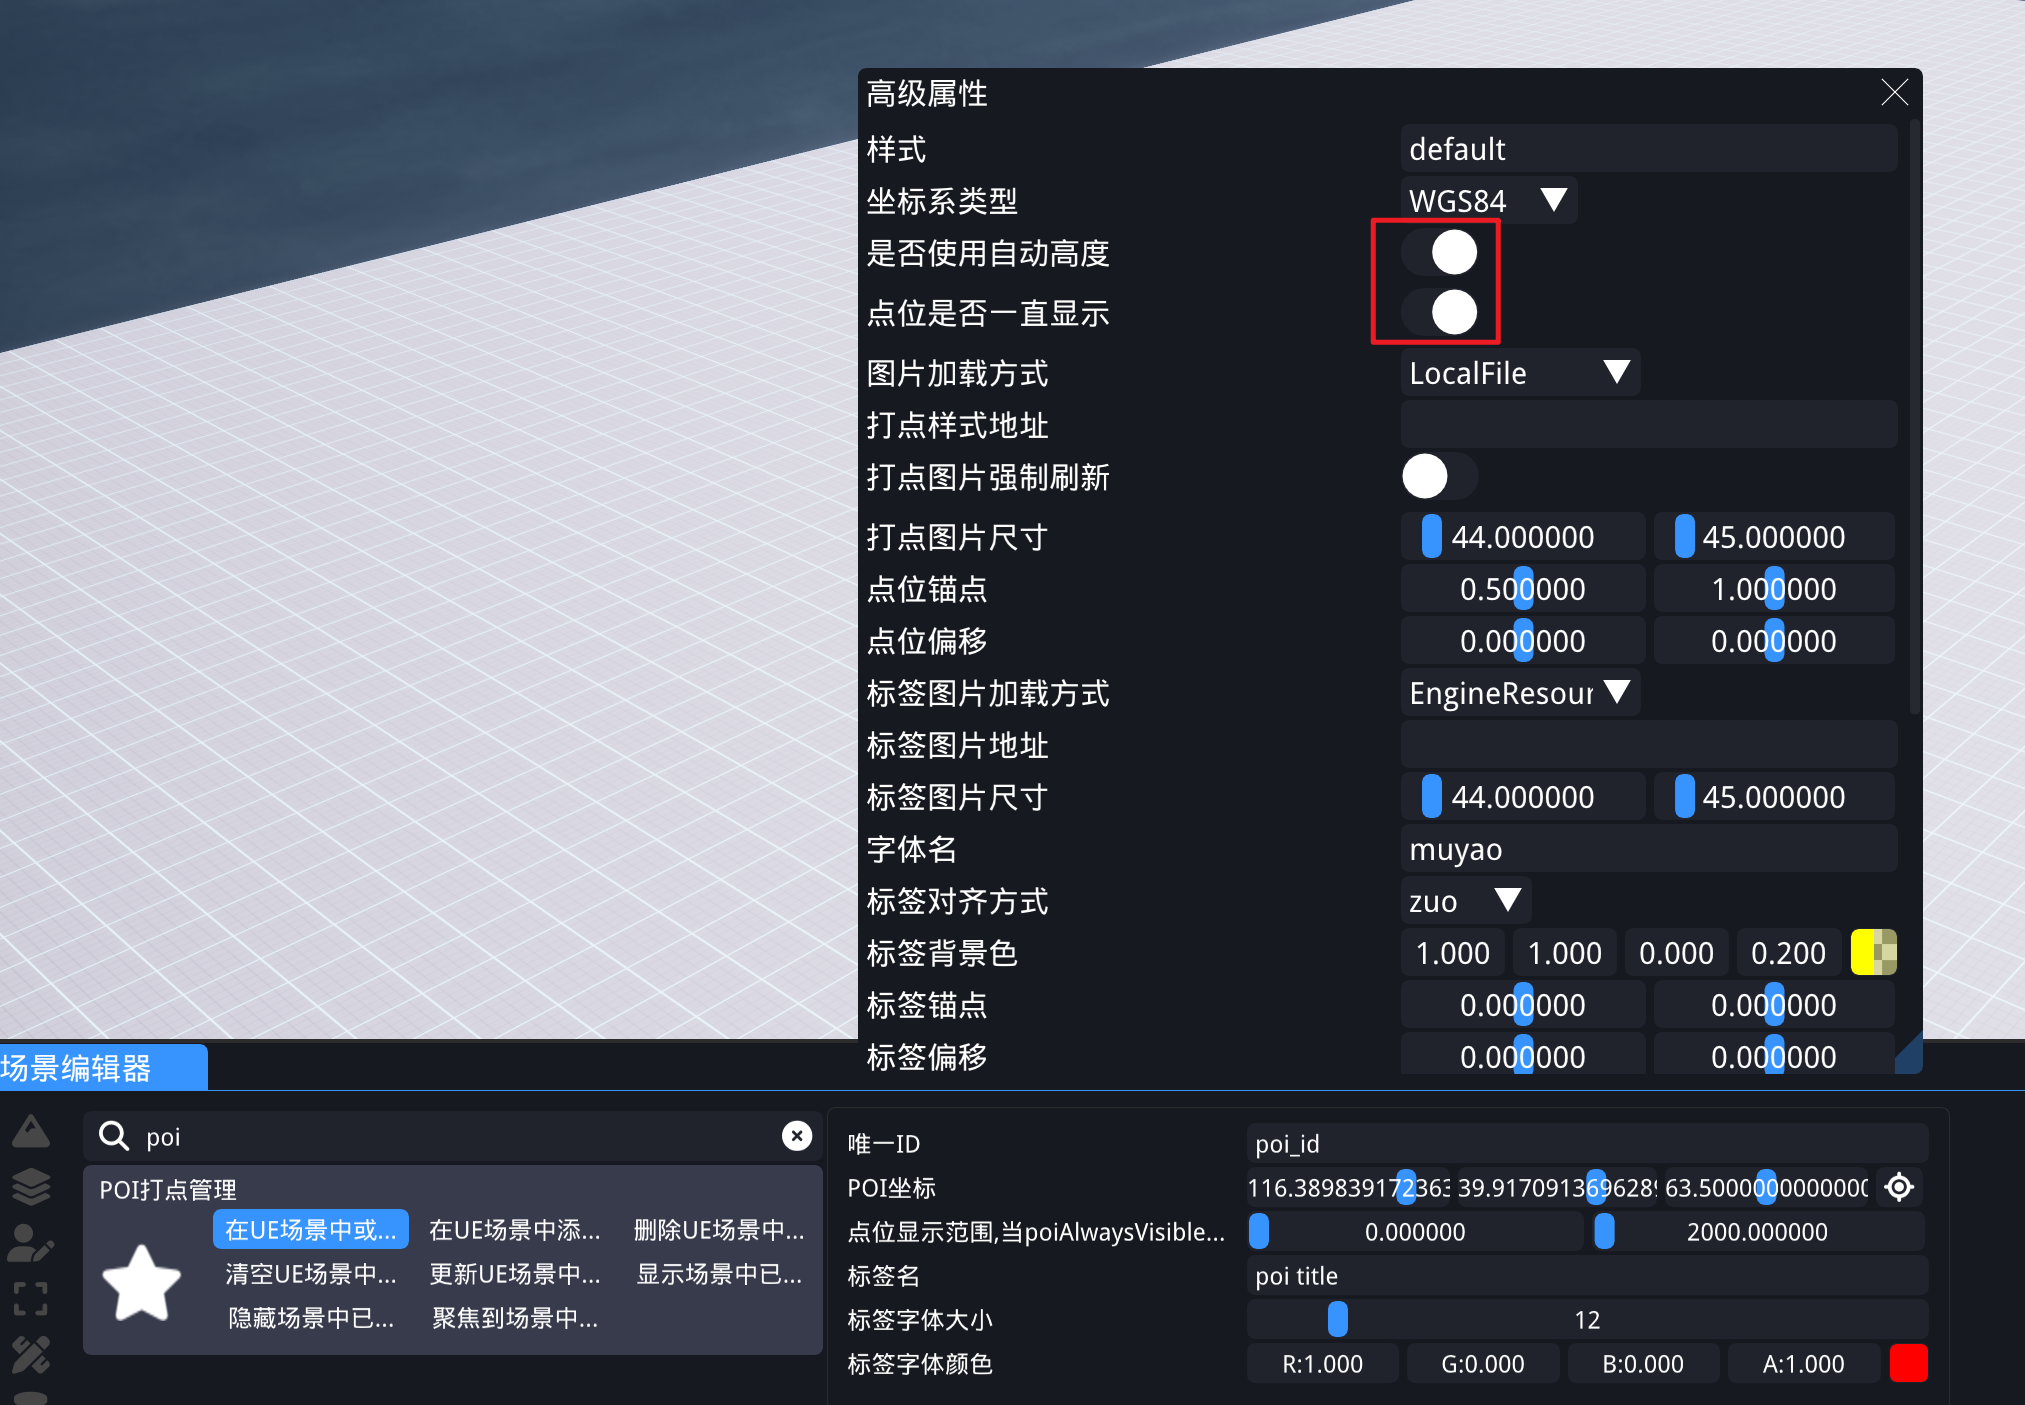 高级属性
样式 default
坐标系类型 WGS84
是否使用自动高度
点位是否一直显示
图片加载方式 LocalFile
打点样式地址
打点图片强制刷新
打点图片尺寸 44.000000 45.000000
点位锚点 0.500000 1.000000
点位偏移 0.000000 0.000000
标签图片加载方式 EngineResour
标签图片地址
标签图片尺寸 44.000000 45.000000
字体名 muyao
标签对齐方式 zuo
标签背景色 1.000 1.000 0.000 0.200
标签锚点 0.000000 0.000000
标签偏移 0.000000 0.000000
场景编辑器
poi
POI打点管理
在UE场景中或... 在UE场景中添... 删除UE场景中...
清空UE场景中... 更新UE场景中... 显示场景中已...
隐藏场景中已... 聚焦到场景中...
唯一ID poi_id
POI坐标 116.389839172363 39.9170913696289 63.5000000000000
点位显示范围,当poiAlwaysVisible... 0.000000 2000.000000
标签名 poi title
标签字体大小 12
标签字体颜色 R:1.000 G:0.000 B:0.000 A:1.000